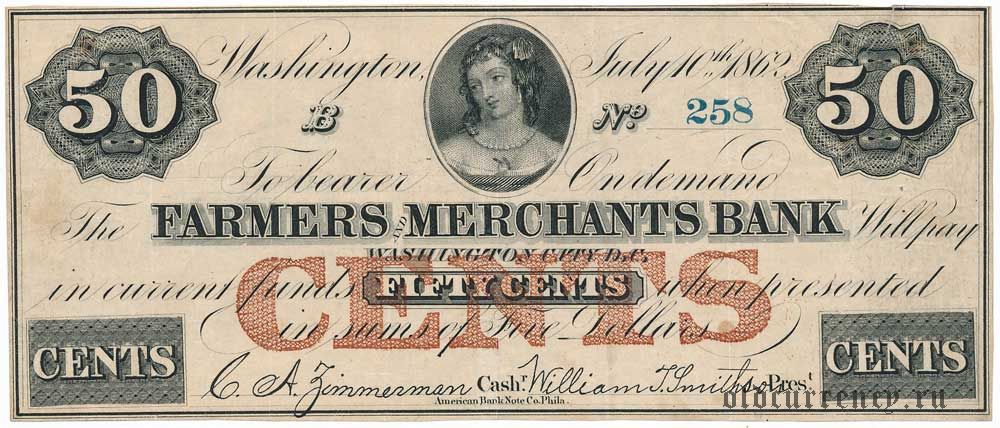 50 Washington, July 10th 1862 50
B No. 258
To bearer On demand
The FARMERS AND MERCHANTS BANK Will pay
WASHINGTON CITY D.C.
in current funds FIFTY CENTS when presented
CENTS
in sums of Five Dollars
CENTS CENTS
C. A. Zimmerman Cashr. William T. Smithson Prest.
American Bank Note Co. Phila.
oldcurrency.ru